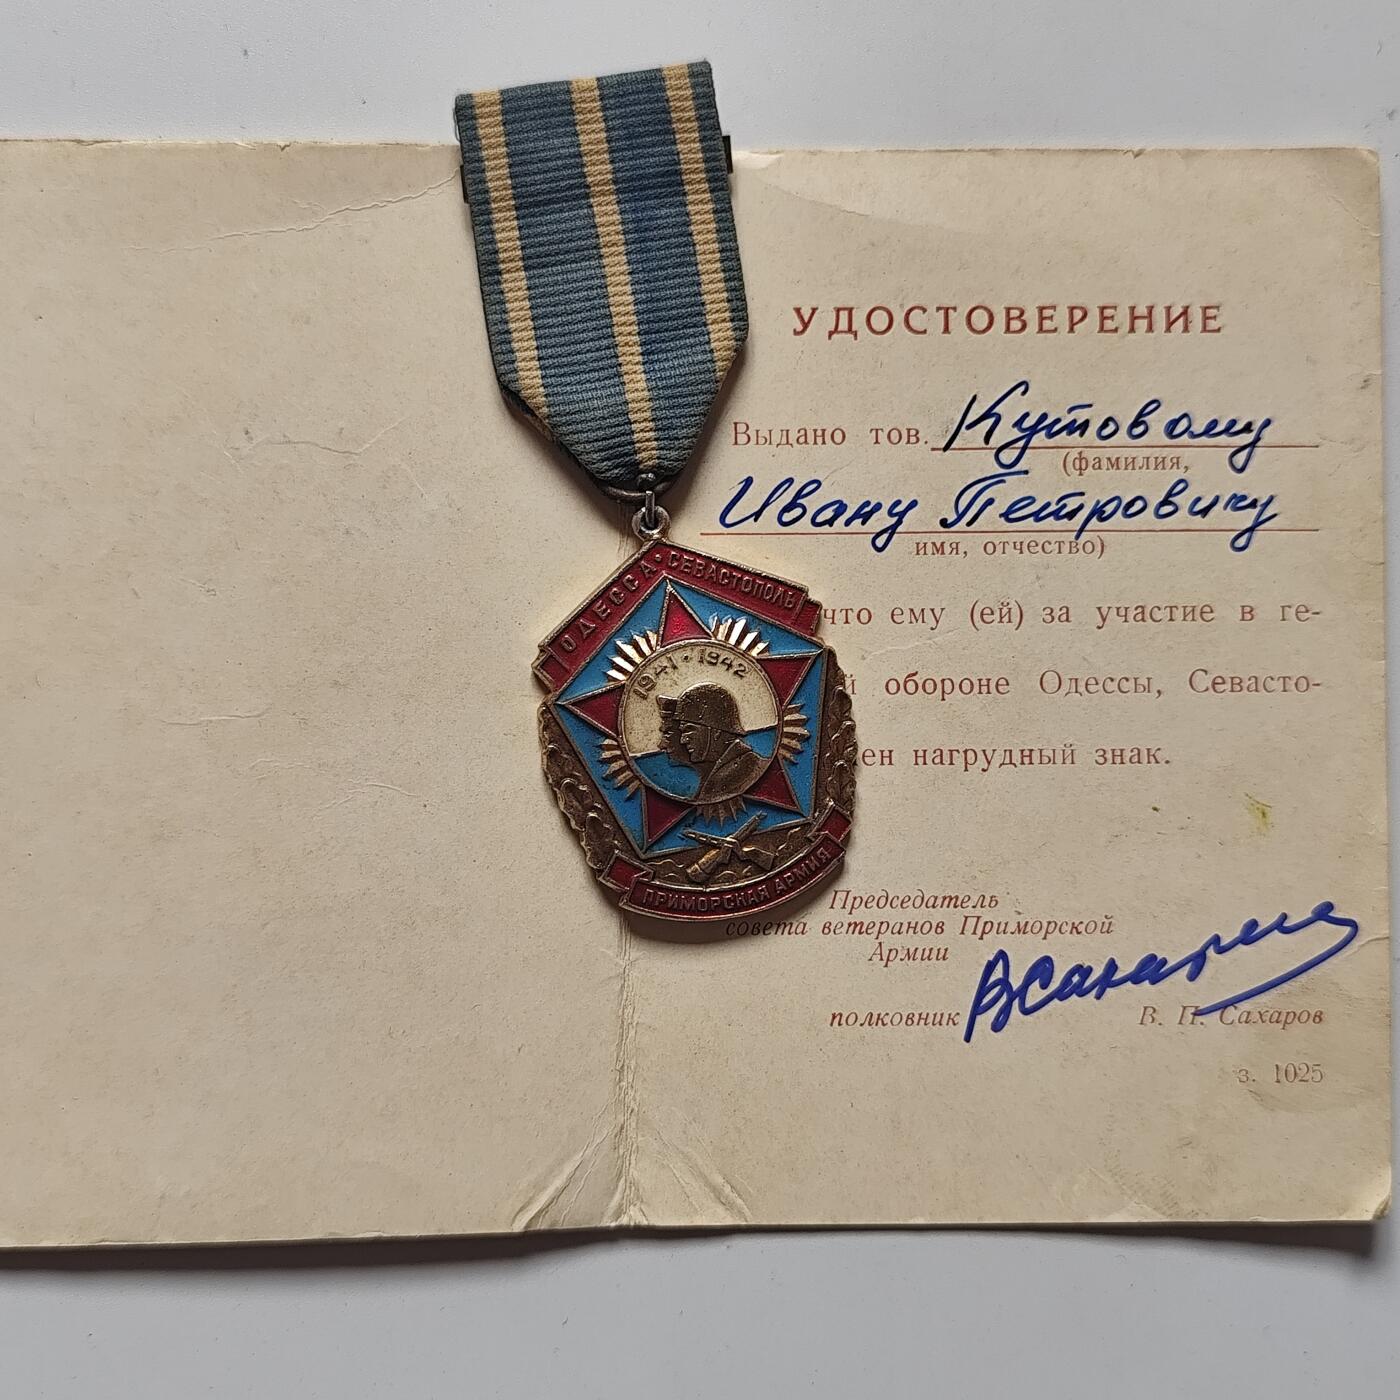 УДОСТОВЕРЕНИЕ
Выдано тов. Кутовому
(фамилия,
Ивану Петровичу
имя, отчество)
что ему (ей) за участие в ге-
й обороне Одессы, Севасто-
ен нагрудный знак.
Председатель
совета ветеранов Приморской
Армии
полковник ВСахаров В. П. Сахаров
з. 1025
ОДЕССА • СЕВАСТОПОЛЬ
1941 • 1942
ПРИМОРСКАЯ АРМИЯ